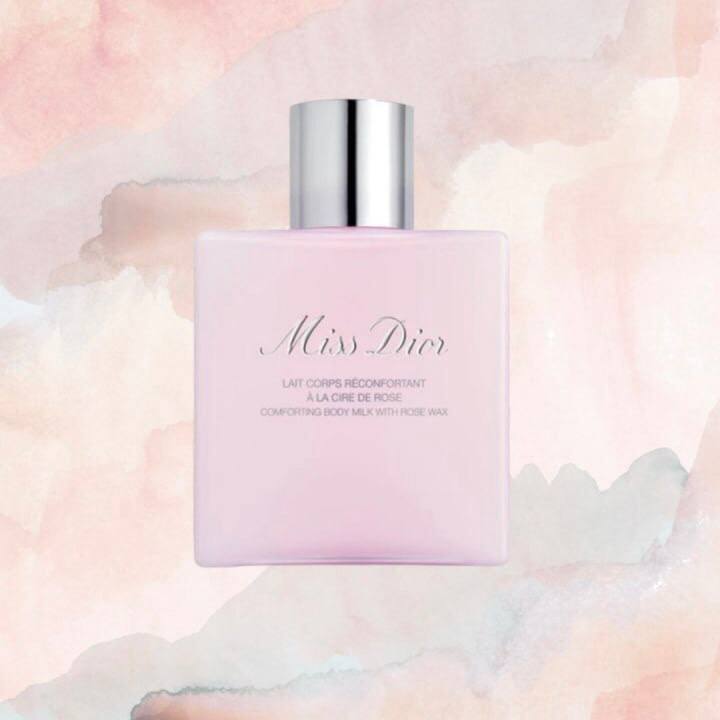 Miss Dior
LAIT CORPS RÉCONFORTANT
À LA CIRE DE ROSE
COMFORTING BODY MILK WITH ROSE WAX